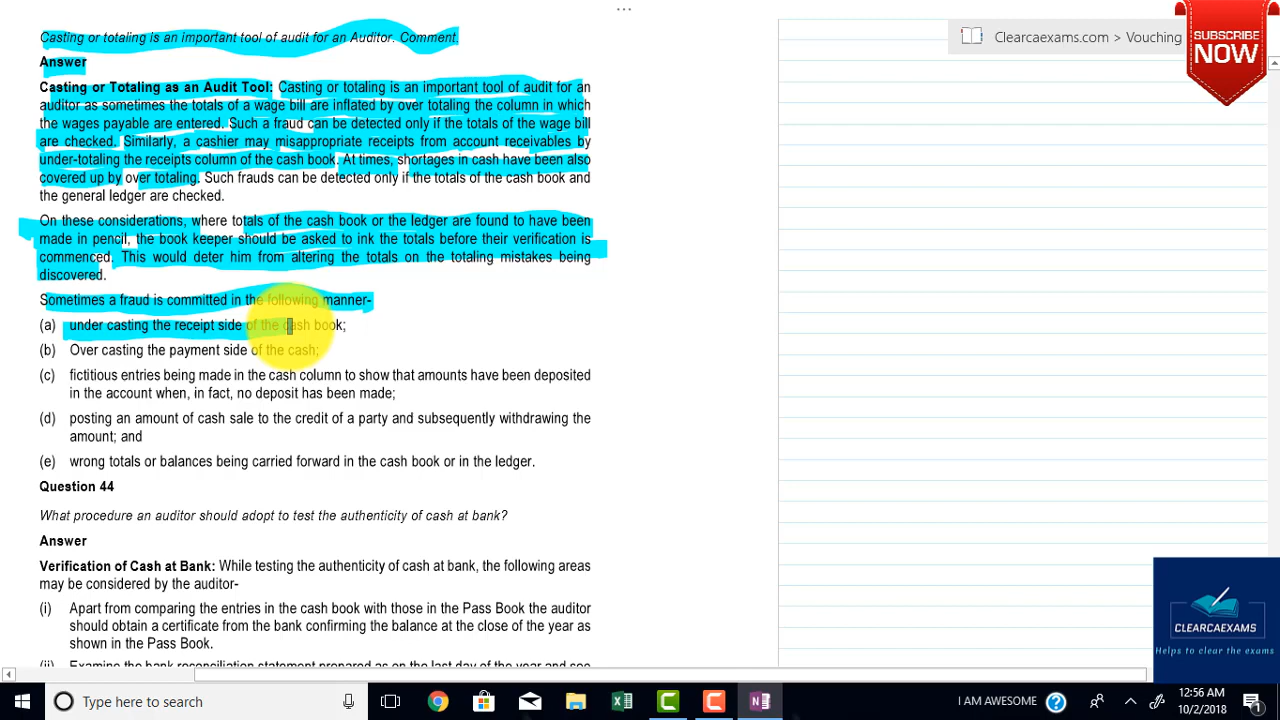 ...
Casting or totaling is an important tool of audit for an Auditor. Comment.
Answer
Casting or Totaling as an Audit Tool: Casting or totaling is an important tool of audit for an
auditor as sometimes the totals of a wage bill are inflated by over totaling the column in which
the wages payable are entered. Such a fraud can be detected only if the totals of the wage bill
are checked. Similarly, a cashier may misappropriate receipts from account receivables by
under-totaling the receipts column of the cash book. At times, shortages in cash have been also
covered up by over totaling. Such frauds can be detected only if the totals of the cash book and
the general ledger are checked.
On these considerations, where totals of the cash book or the ledger are found to have been
made in pencil, the book keeper should be asked to ink the totals before their verification is
commenced. This would deter him from altering the totals on the totaling mistakes being
discovered.
Sometimes a fraud is committed in the following manner-
(a) under casting the receipt side of the cash book;
(b) Over casting the payment side of the cash;
(c) fictitious entries being made in the cash column to show that amounts have been deposited
in the account when, in fact, no deposit has been made;
(d) posting an amount of cash sale to the credit of a party and subsequently withdrawing the
amount; and
(e) wrong totals or balances being carried forward in the cash book or in the ledger.
Question 44
What procedure an auditor should adopt to test the authenticity of cash at bank?
Answer
Verification of Cash at Bank: While testing the authenticity of cash at bank, the following areas
may be considered by the auditor-
(i) Apart from comparing the entries in the cash book with those in the Pass Book the auditor
should obtain a certificate from the bank confirming the balance at the close of the year as
shown in the Pass Book.
(ii) Examine the bank reconciliation statement prepared as on the last day of the year and see
Clearcaexams.com > Vouching
SUBSCRIBE
NOW
CLEARCAEXAMS
Helps to clear the exams
Type here to search
I AM AWESOME
12:56 AM
10/2/2018
1